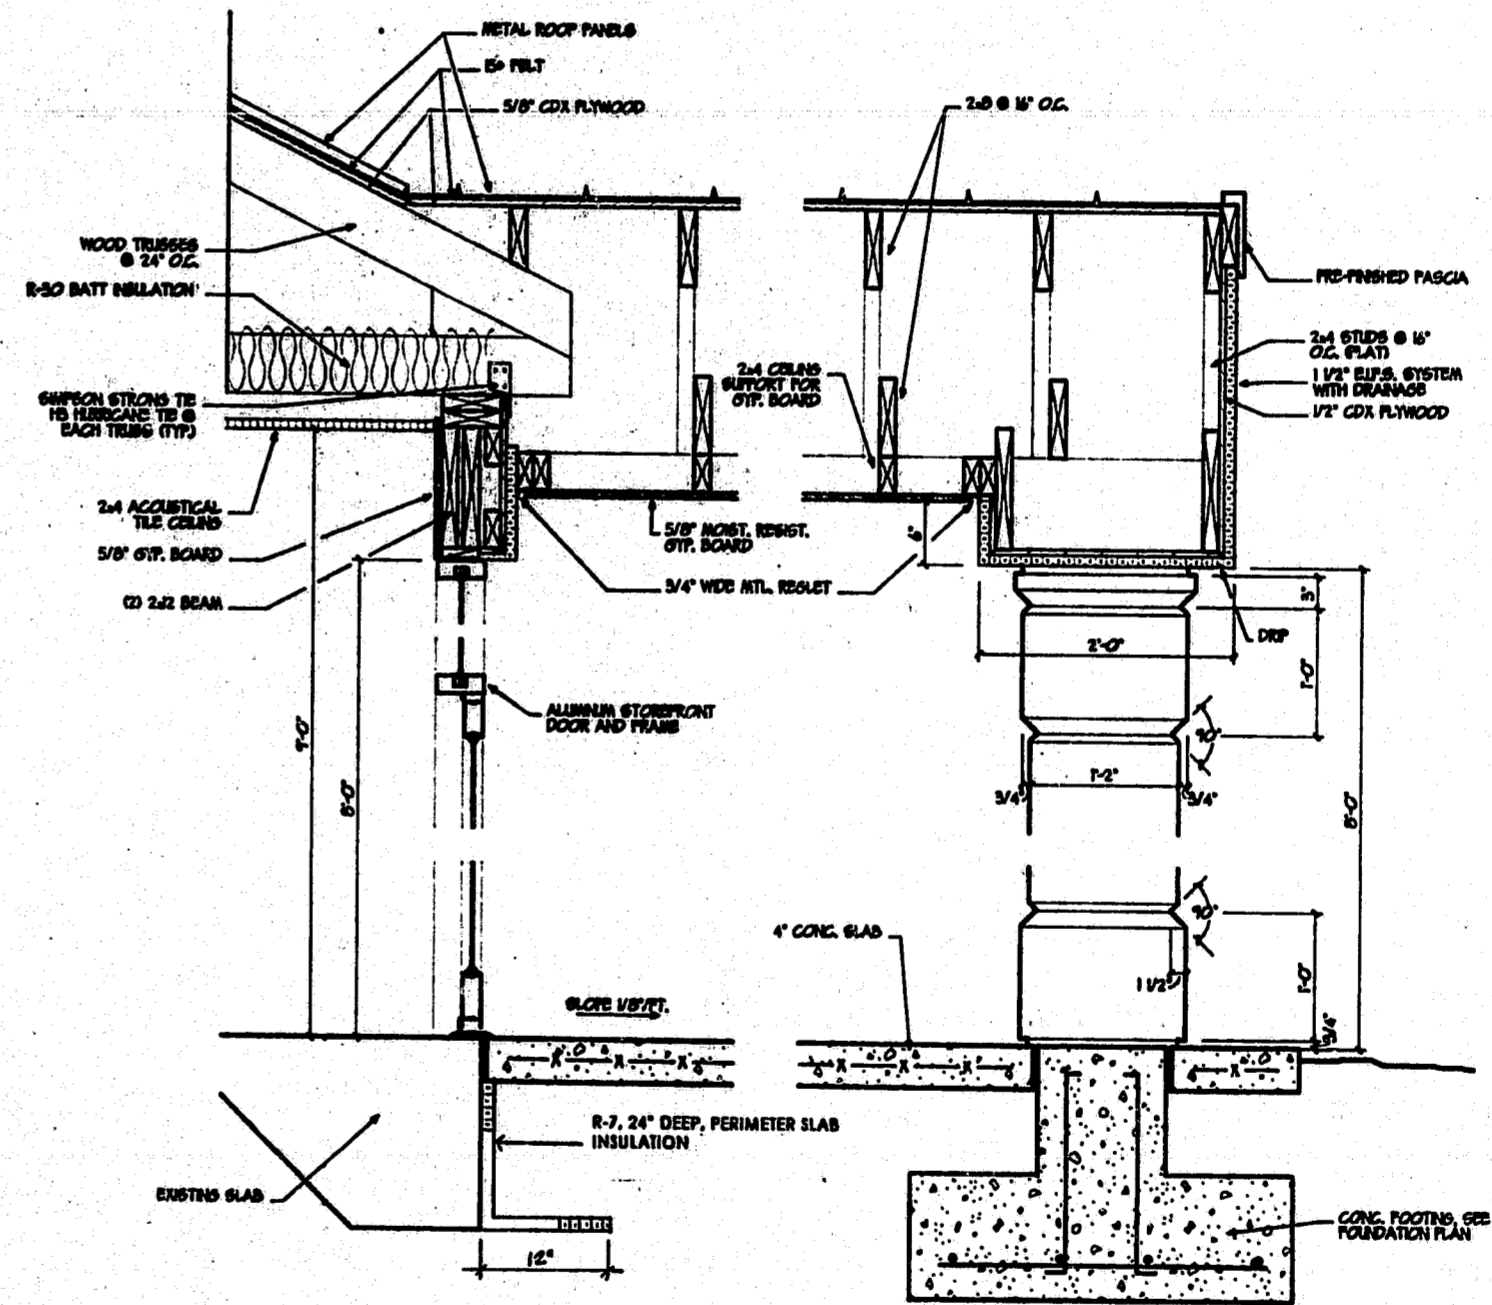 METAL ROOF PANELS
15# FELT
5/8" CDX PLYWOOD
2x8 @ 16" O.C.
WOOD TRUSSES
@ 24" O.C.
R-30 BATT INSULATION
PRE-FINISHED FASCIA
2x4 STUDS @ 16"
O.C. (FLAT)
1 1/2" E.I.F.S. SYSTEM
WITH DRAINAGE
1/2" CDX PLYWOOD
2x4 CEILING
SUPPORT FOR
GYP. BOARD
SIMPSON STRONG TIE
H5 HURRICANE TIE @
EACH TRUSS (TYP.)
2x4 ACOUSTICAL
TILE CEILING
5/8" GYP. BOARD
(2) 2x12 BEAM
5/8" MOIST. RESIST.
GYP. BOARD
6"
3/4" WIDE MTL. REGLET
3"
DRIP
2'-0"
1'-0"
ALUMINUM STOREFRONT
DOOR AND FRAME
9'-0"
8'-0"
90°
1'-2"
3/4"
3/4"
8'-0"
90°
4" CONC. SLAB
1 1/2"
1'-0"
3/4"
SLOPE 1/8"/FT.
R-7, 24" DEEP, PERIMETER SLAB
INSULATION
EXISTING SLAB
12"
CONC. FOOTING, SEE
FOUNDATION PLAN